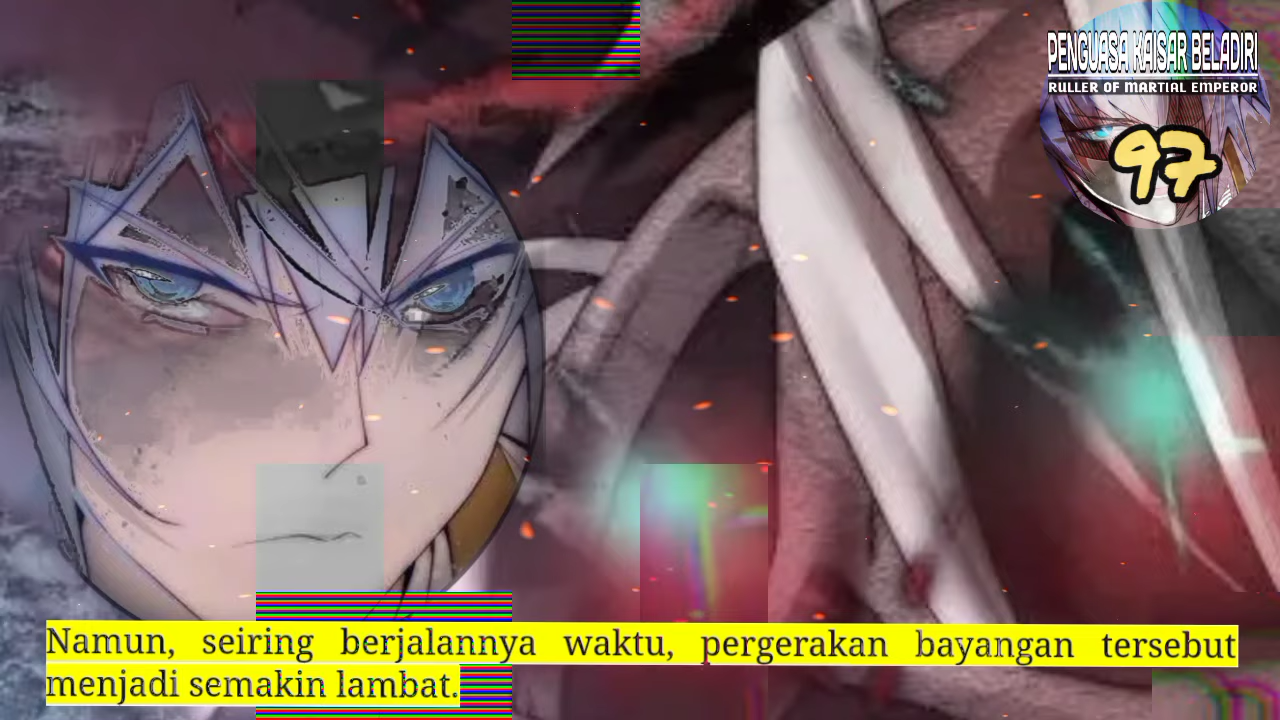 PENGUASA KAISAR BELADIRI
RULLER OF MARTIAL EMPEROR
97
Namun, seiring berjalannya waktu, pergerakan bayangan tersebut
menjadi semakin lambat.